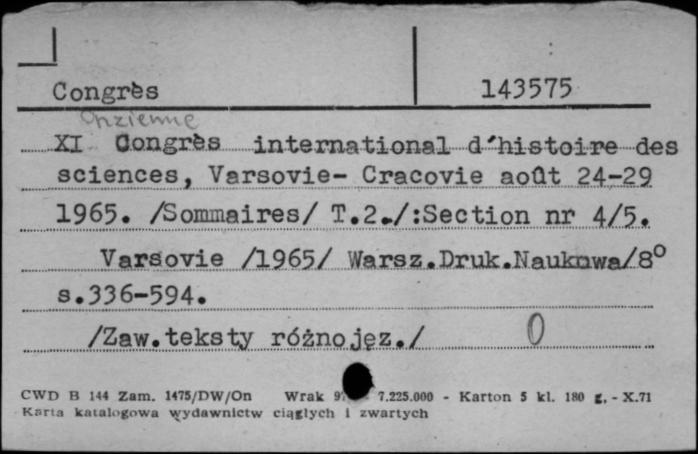 Congrès 143575
Onzieme
XI Congrès international d'histoire des
sciences, Varsovie- Cracovie août 24-29
1965. /Sommaires/ T.2./:Section nr 4/5.
Varsovie /1965/ Warsz.Druk.Naukowa/8°
s.336-594.
/Zaw.teksty różnojęz./ 0
CWD B 144 Zam. 1475/DW/On Wrak 7.225.000 - Karton 5 kl. 180 g. - X.71
Karta katalogowa wydawnictw ciągłych i zwartych